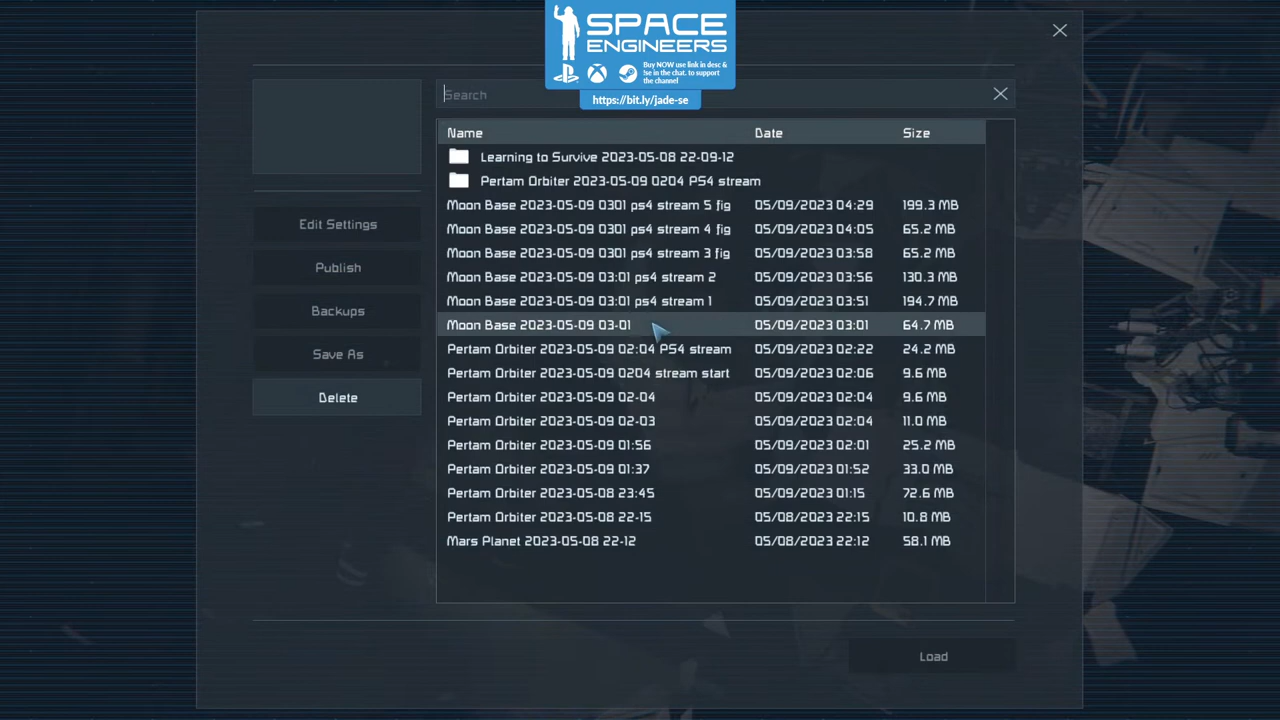 SPACE
ENGINEERS
Buy NOW use link in desc &
!se in the chat. to support
the channel
https://bit.ly/jade-se
Search
Name Date Size
Learning to Survive 2023-05-08 22-09-12
Pertam Orbiter 2023-05-09 0204 PS4 stream
Moon Base 2023-05-09 0301 ps4 stream 5 fig 05/09/2023 04:29 199.3 MB
Moon Base 2023-05-09 0301 ps4 stream 4 fig 05/09/2023 04:05 65.2 MB
Moon Base 2023-05-09 0301 ps4 stream 3 fig 05/09/2023 03:58 65.2 MB
Moon Base 2023-05-09 03:01 ps4 stream 2 05/09/2023 03:56 130.3 MB
Moon Base 2023-05-09 03:01 ps4 stream 1 05/09/2023 03:51 194.7 MB
Moon Base 2023-05-09 03-01 05/09/2023 03:01 64.7 MB
Pertam Orbiter 2023-05-09 02:04 PS4 stream 05/09/2023 02:22 24.2 MB
Pertam Orbiter 2023-05-09 0204 stream start 05/09/2023 02:06 9.6 MB
Pertam Orbiter 2023-05-09 02-04 05/09/2023 02:04 9.6 MB
Pertam Orbiter 2023-05-09 02-03 05/09/2023 02:04 11.0 MB
Pertam Orbiter 2023-05-09 01:56 05/09/2023 02:01 25.2 MB
Pertam Orbiter 2023-05-09 01:37 05/09/2023 01:52 33.0 MB
Pertam Orbiter 2023-05-08 23:45 05/09/2023 01:15 72.6 MB
Pertam Orbiter 2023-05-08 22-15 05/08/2023 22:15 10.8 MB
Mars Planet 2023-05-08 22-12 05/08/2023 22:12 58.1 MB
Edit Settings
Publish
Backups
Save As
Delete
Load